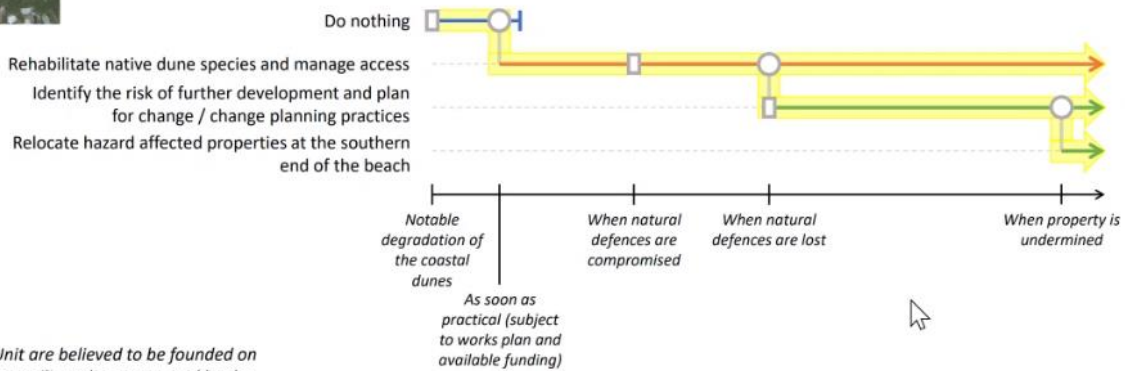 Do nothing
Rehabilitate native dune species and manage access
Identify the risk of further development and plan
for change / change planning practices
Relocate hazard affected properties at the southern
end of the beach
Notable
degradation of
the coastal
dunes
As soon as
practical (subject
to works plan and
available funding)
When natural
defences are
compromised
When natural
defences are lost
When property is
undermined
Unit are believed to be founded on